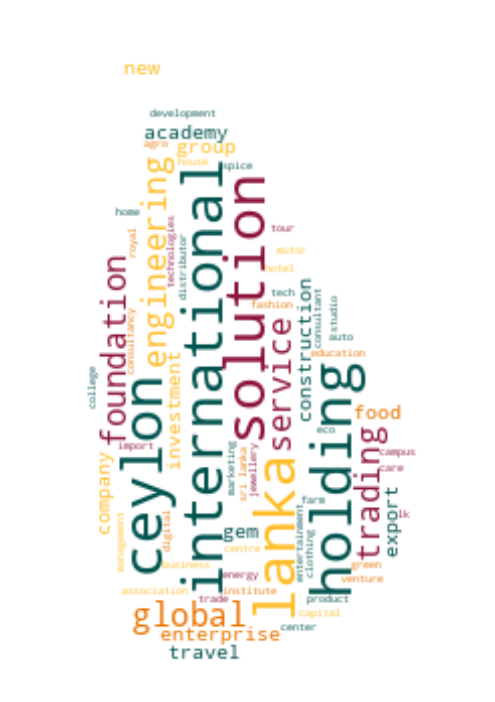 new
development
academy
agro
group
house
spice
engineering
international
solution
home
royal
technologies
distributor
tour
motor
hotel
foundation
consultancy
tech
fashion
construction
consultant
studio
auto
education
service
investment
college
ceylon
holding
food
eco
import
company
marketing
sri lanka
jewellery
lanka
trading
campus
care
export
lk
farm
entertainment
clothing
management
digital
gem
centre
business
energy
green
venture
association
institute
trade
product
global
capital
enterprise
center
travel